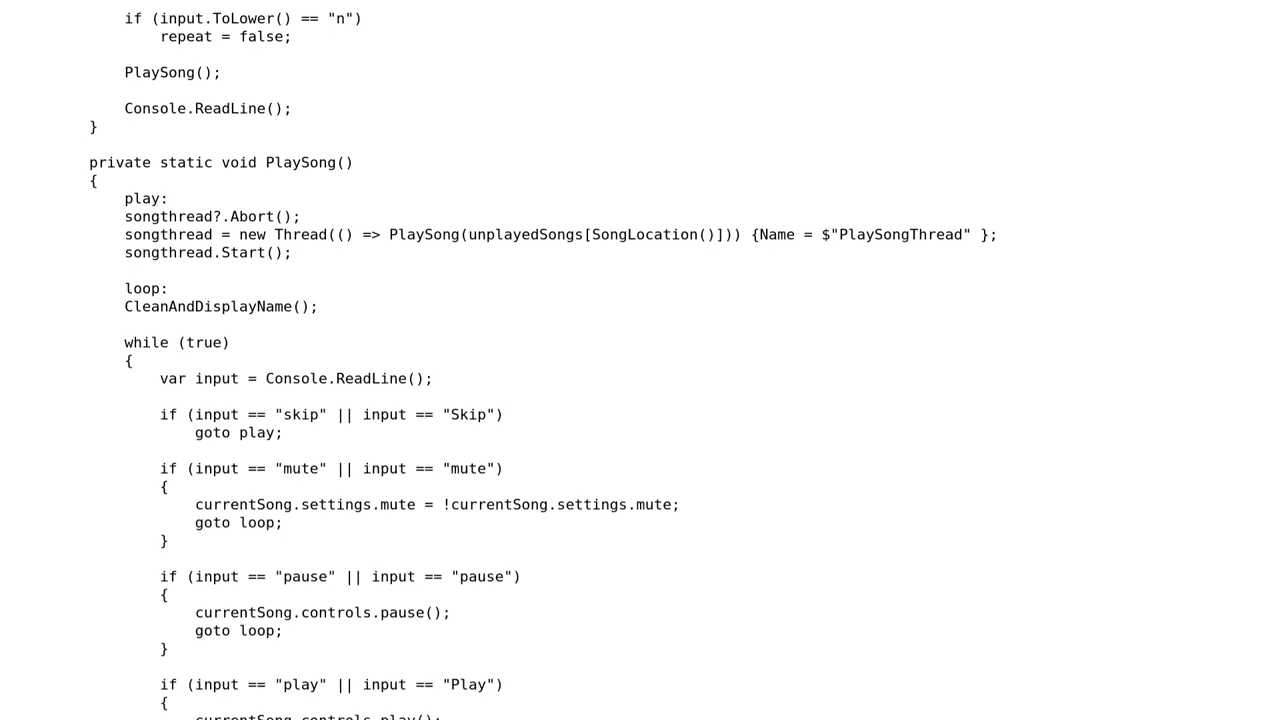 if (input.ToLower() == "n")
repeat = false;
PlaySong();
Console.ReadLine();
}
private static void PlaySong()
{
play:
songthread?.Abort();
songthread = new Thread(() => PlaySong(unplayedSongs[SongLocation()])) {Name = $"PlaySongThread" };
songthread.Start();
loop:
CleanAndDisplayName();
while (true)
{
var input = Console.ReadLine();
if (input == "skip" || input == "Skip")
goto play;
if (input == "mute" || input == "mute")
{
currentSong.settings.mute = !currentSong.settings.mute;
goto loop;
}
if (input == "pause" || input == "pause")
{
currentSong.controls.pause();
goto loop;
}
if (input == "play" || input == "Play")
{
currentSong.controls.play();